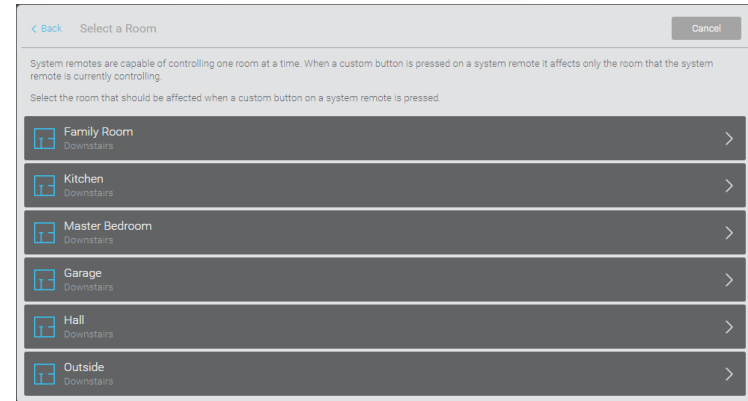 Back
Select a Room
Cancel
System remotes are capable of controlling one room at a time. When a custom button is pressed on a system remote it affects only the room that the system
remote is currently controlling.
Select the room that should be affected when a custom button on a system remote is pressed.
Family Room
Downstairs
Kitchen
Downstairs
Master Bedroom
Downstairs
Garage
Downstairs
Hall
Downstairs
Outside
Downstairs